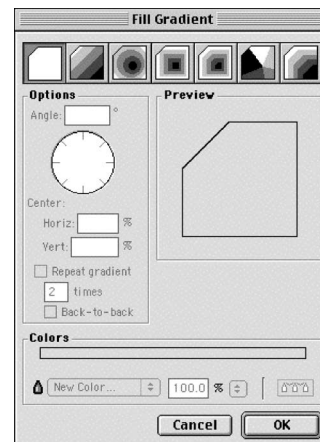 Fill Gradient
Options
Preview
Angle: °
Center:
Horiz: %
Vert: %
Repeat gradient
2 times
Back-to-back
Colors
New Color... 100.0 %
Cancel OK